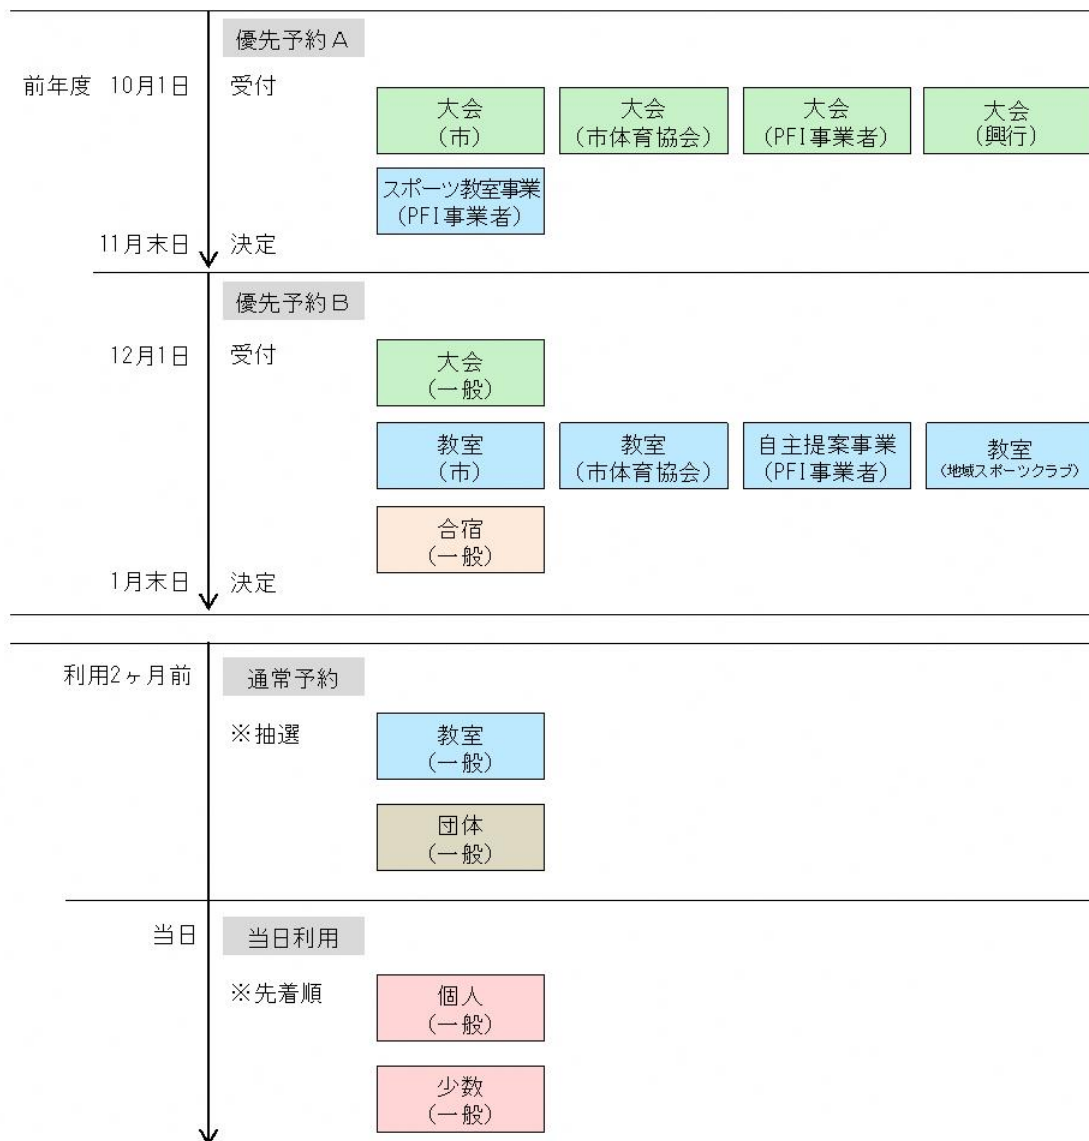 優先予約A
前年度 10月1日 受付
大会
(市)
大会
(市体育協会)
大会
(PFI事業者)
大会
(興行)
スポーツ教室事業
(PFI事業者)
11月末日 決定
優先予約B
12月1日 受付
大会
(一般)
教室
(市)
教室
(市体育協会)
自主提案事業
(PFI事業者)
教室
(地域スポーツクラブ)
合宿
(一般)
1月末日 決定
利用2ヶ月前 通常予約
※抽選
教室
(一般)
団体
(一般)
当日 当日利用
※先着順
個人
(一般)
少数
(一般)